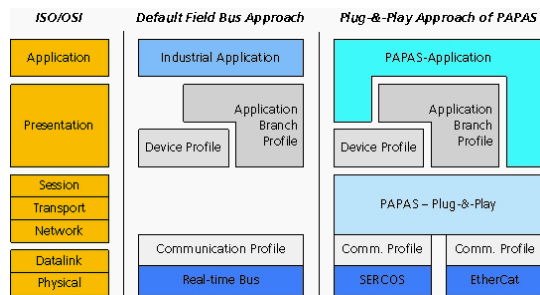 ISO/OSI
Default Field Bus Approach
Plug-&-Play Approach of PAPAS
Application
Industrial Application
PAPAS-Application
Presentation
Application
Branch
Profile
Device Profile
Application
Branch
Profile
Device Profile
Session
Transport
Network
PAPAS – Plug-&-Play
Datalink
Physical
Communication Profile
Real-time Bus
Comm. Profile
Comm. Profile
SERCOS
EtherCat